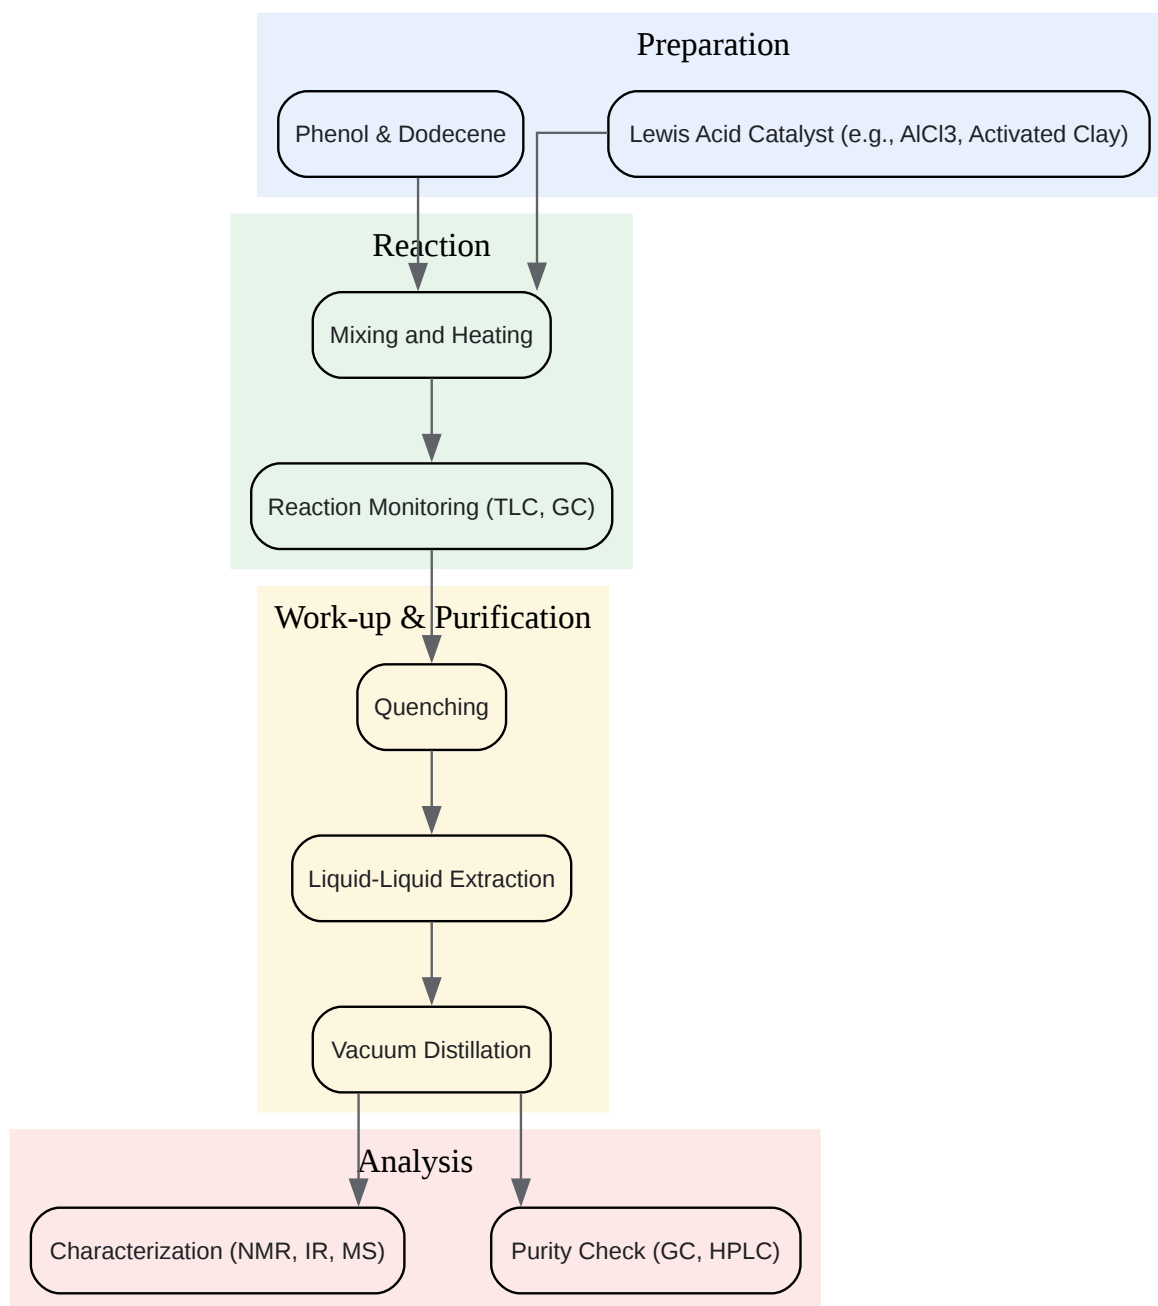 Preparation
Phenol & Dodecene
Lewis Acid Catalyst (e.g., AlCl3, Activated Clay)
Reaction
Mixing and Heating
Reaction Monitoring (TLC, GC)
Work-up & Purification
Quenching
Liquid-Liquid Extraction
Vacuum Distillation
Analysis
Characterization (NMR, IR, MS)
Purity Check (GC, HPLC)